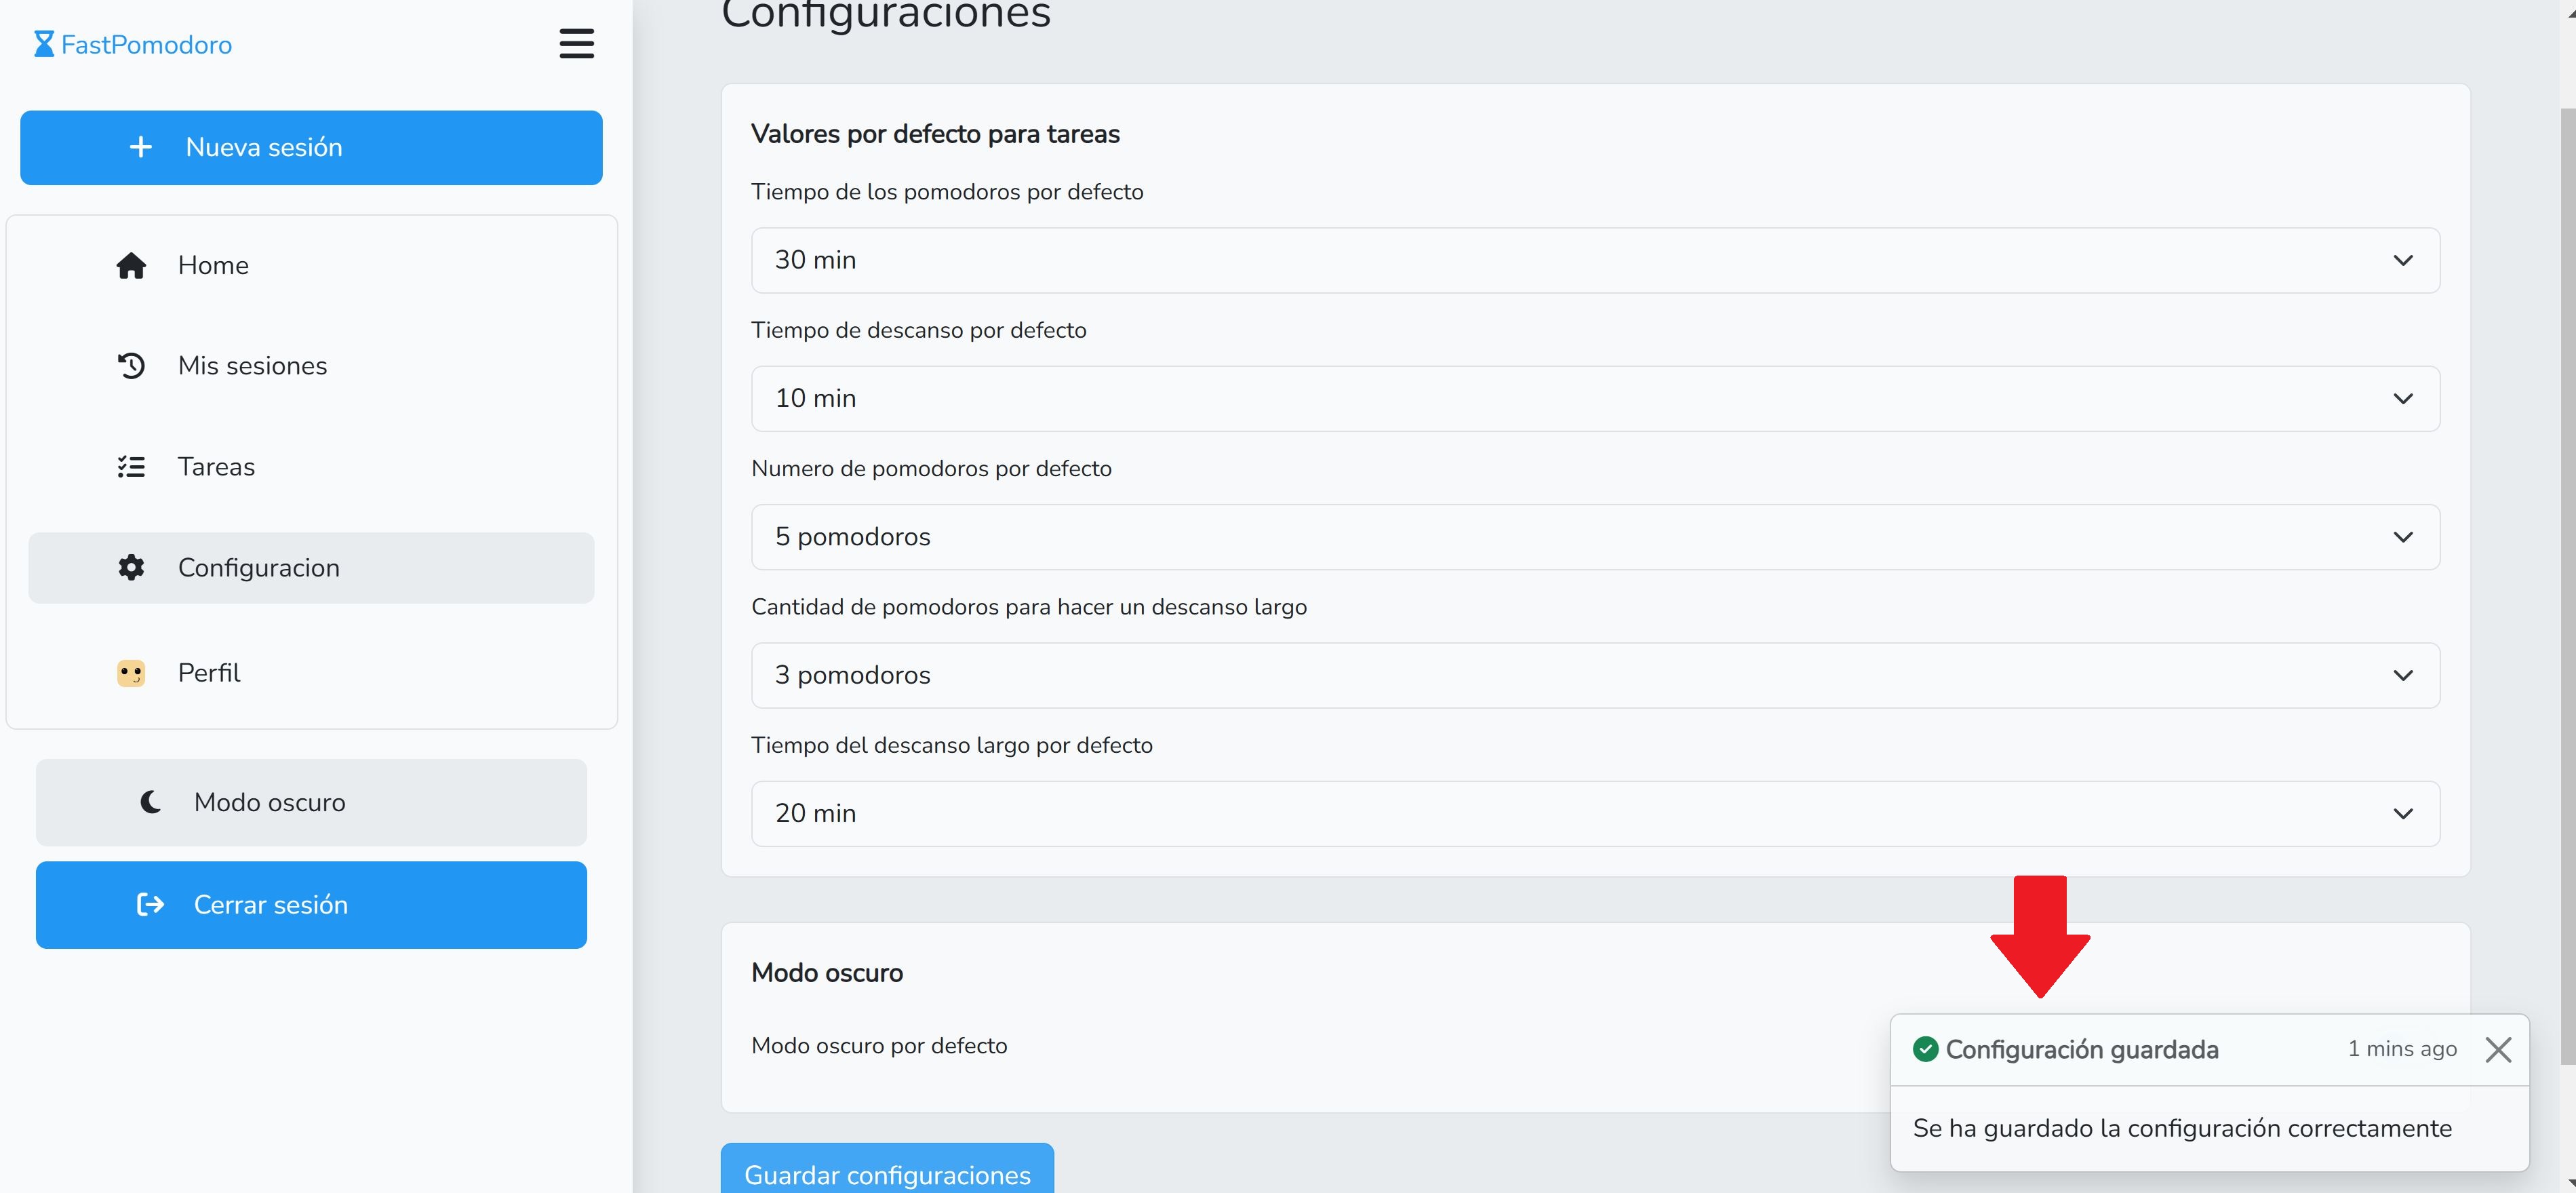 FastPomodoro
Nueva sesión
Home
Mis sesiones
Tareas
Configuracion
Perfil
Modo oscuro
Cerrar sesión
Configuraciones
Valores por defecto para tareas
Tiempo de los pomodoros por defecto
30 min
Tiempo de descanso por defecto
10 min
Numero de pomodoros por defecto
5 pomodoros
Cantidad de pomodoros para hacer un descanso largo
3 pomodoros
Tiempo del descanso largo por defecto
20 min
Modo oscuro
Modo oscuro por defecto
Guardar configuraciones
Configuración guardada 1 mins ago
Se ha guardado la configuración correctamente